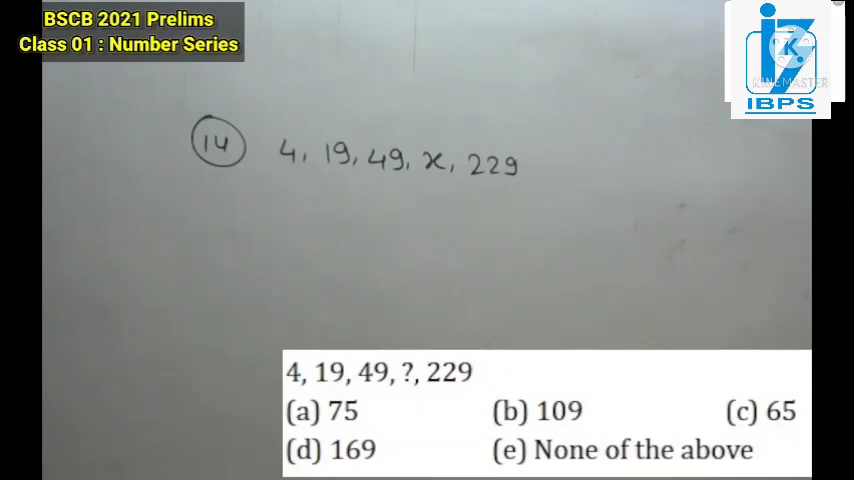 BSCB 2021 Prelims
Class 01 : Number Series
K
KINEMASTER
IBPS
14 4, 19, 49, x, 229
4, 19, 49, ?, 229
(a) 75 (b) 109 (c) 65
(d) 169 (e) None of the above